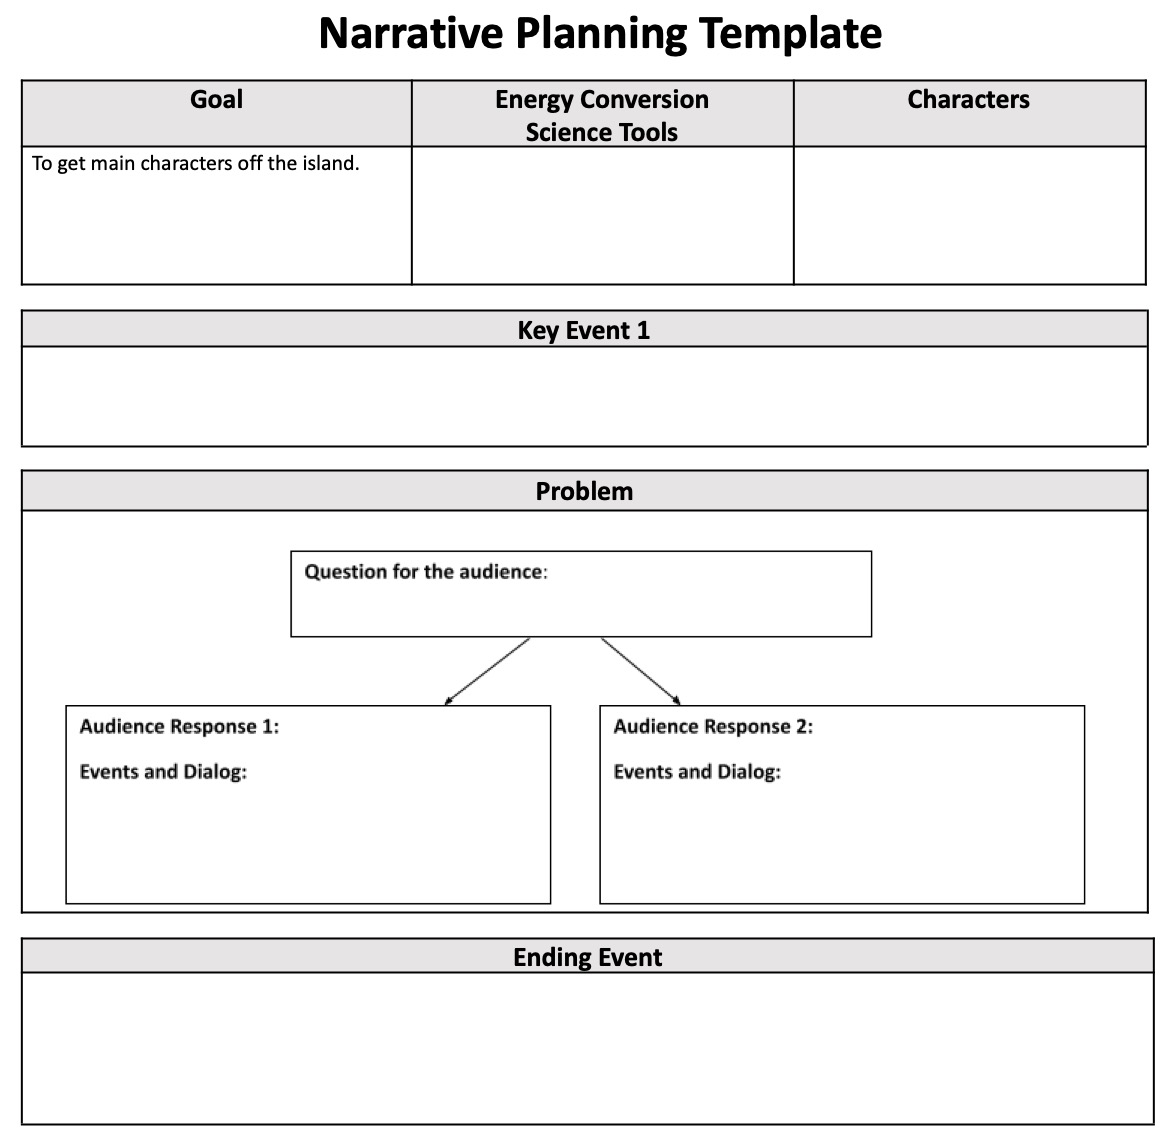 Narrative Planning Template
Goal
Energy Conversion
Science Tools
Characters
To get main characters off the island.
Key Event 1
Problem
Question for the audience:
Audience Response 1:
Events and Dialog:
Audience Response 2:
Events and Dialog:
Ending Event